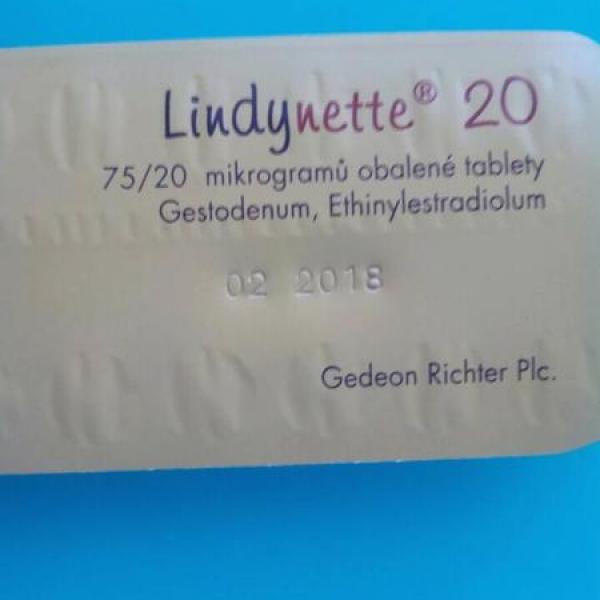 Lindynette® 20
75/20 mikrogramů obalené tablety
Gestodenum, Ethinylestradiolum
02 2018
Gedeon Richter Plc.